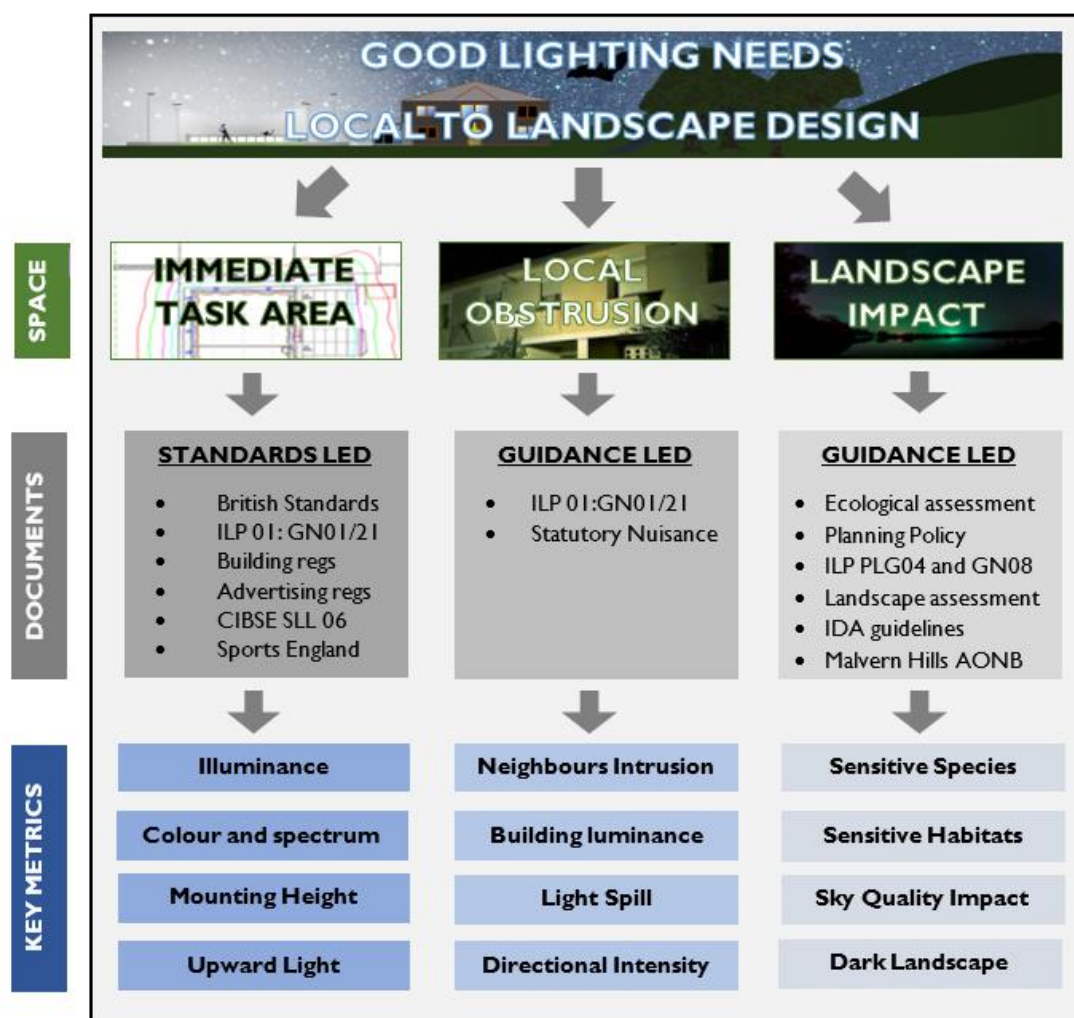 GOOD LIGHTING NEEDS
LOCAL TO LANDSCAPE DESIGN
SPACE
IMMEDIATE
TASK AREA
LOCAL
OBSTRUSION
LANDSCAPE
IMPACT
DOCUMENTS
STANDARDS LED
• British Standards
• ILP 01: GN01/21
• Building regs
• Advertising regs
• CIBSE SLL 06
• Sports England
GUIDANCE LED
• ILP 01:GN01/21
• Statutory Nuisance
GUIDANCE LED
• Ecological assessment
• Planning Policy
• ILP PLG04 and GN08
• Landscape assessment
• IDA guidelines
• Malvern Hills AONB
KEY METRICS
Illuminance
Colour and spectrum
Mounting Height
Upward Light
Neighbours Intrusion
Building luminance
Light Spill
Directional Intensity
Sensitive Species
Sensitive Habitats
Sky Quality Impact
Dark Landscape